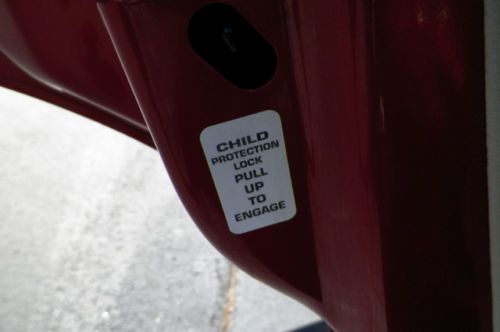 CHILD
PROTECTION
LOCK
PULL
UP
TO
ENGAGE